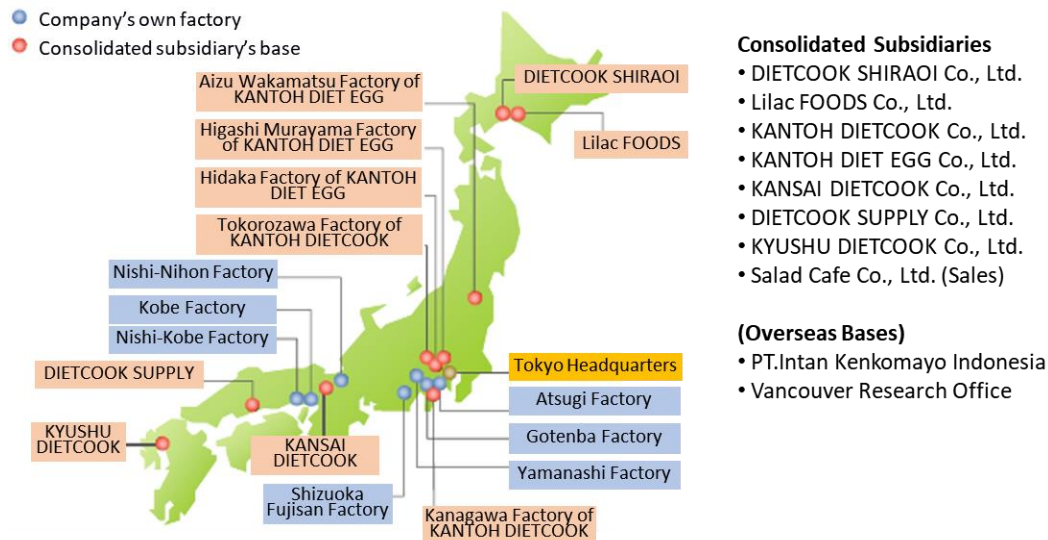 Company's own factory
Consolidated subsidiary's base
Aizu Wakamatsu Factory of
KANTOH DIET EGG
Higashi Murayama Factory
of KANTOH DIET EGG
Hidaka Factory of KANTOH
DIET EGG
Tokorozawa Factory of
KANTOH DIETCOOK
Nishi-Nihon Factory
Kobe Factory
Nishi-Kobe Factory
DIETCOOK SUPPLY
KYUSHU
DIETCOOK
KANSAI
DIETCOOK
Shizuoka
Fujisan Factory
DIETCOOK SHIRAOI
Lilac FOODS
Tokyo Headquarters
Atsugi Factory
Gotenba Factory
Yamanashi Factory
Kanagawa Factory of
KANTOH DIETCOOK
Consolidated Subsidiaries
• DIETCOOK SHIRAOI Co., Ltd.
• Lilac FOODS Co., Ltd.
• KANTOH DIETCOOK Co., Ltd.
• KANTOH DIET EGG Co., Ltd.
• KANSAI DIETCOOK Co., Ltd.
• DIETCOOK SUPPLY Co., Ltd.
• KYUSHU DIETCOOK Co., Ltd.
• Salad Cafe Co., Ltd. (Sales)
(Overseas Bases)
• PT.Intan Kenkomayo Indonesia
• Vancouver Research Office